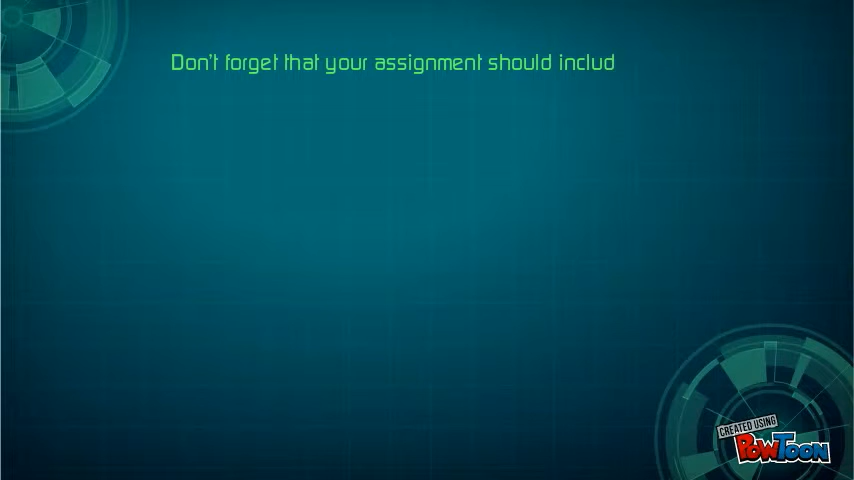 Don't forget that your assignment should includ
CREATED USING
POWTOON